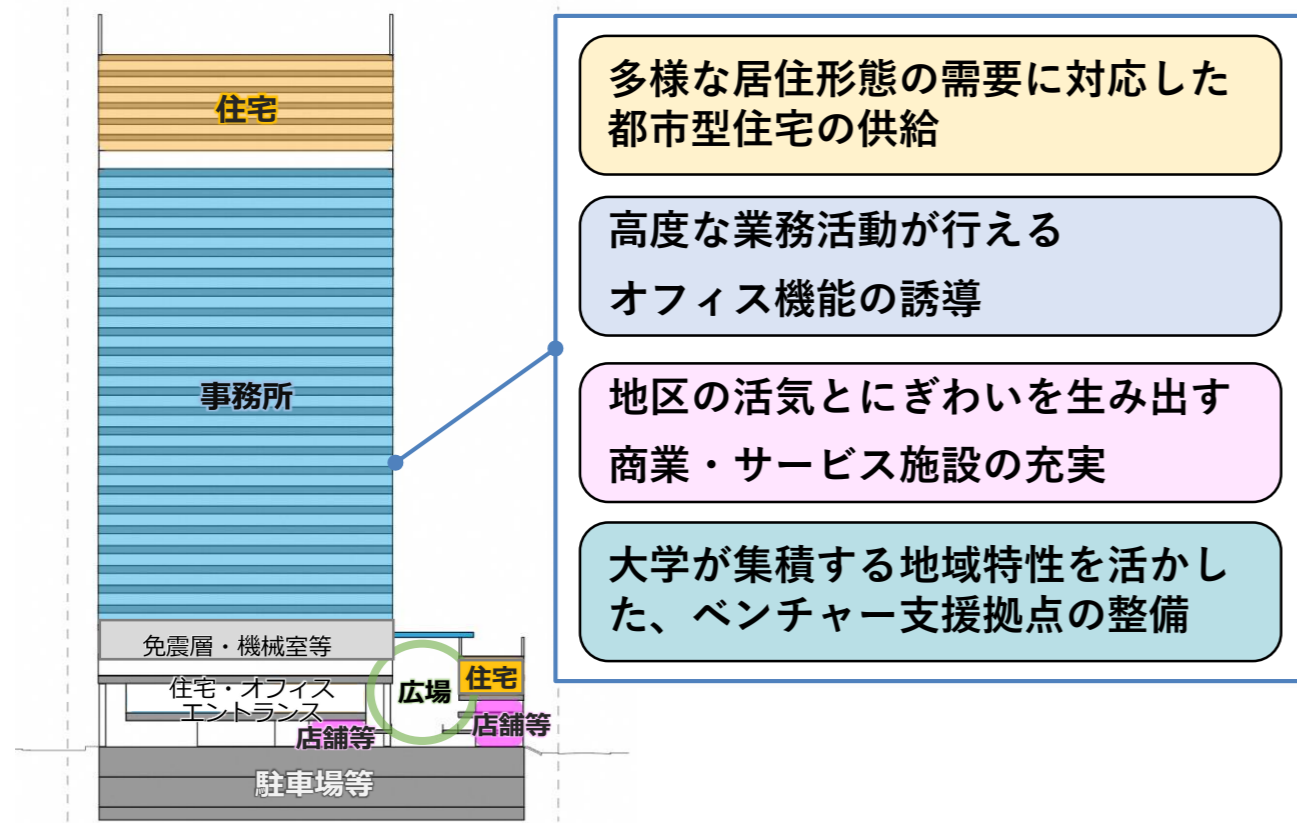 住宅
事務所
免震層・機械室等
住宅・オフィス
エントランス
店舗等
広場
住宅
店舗等
駐車場等
多様な居住形態の需要に対応した
都市型住宅の供給
高度な業務活動が行える
オフィス機能の誘導
地区の活気とにぎわいを生み出す
商業・サービス施設の充実
大学が集積する地域特性を活かし
た、ベンチャー支援拠点の整備